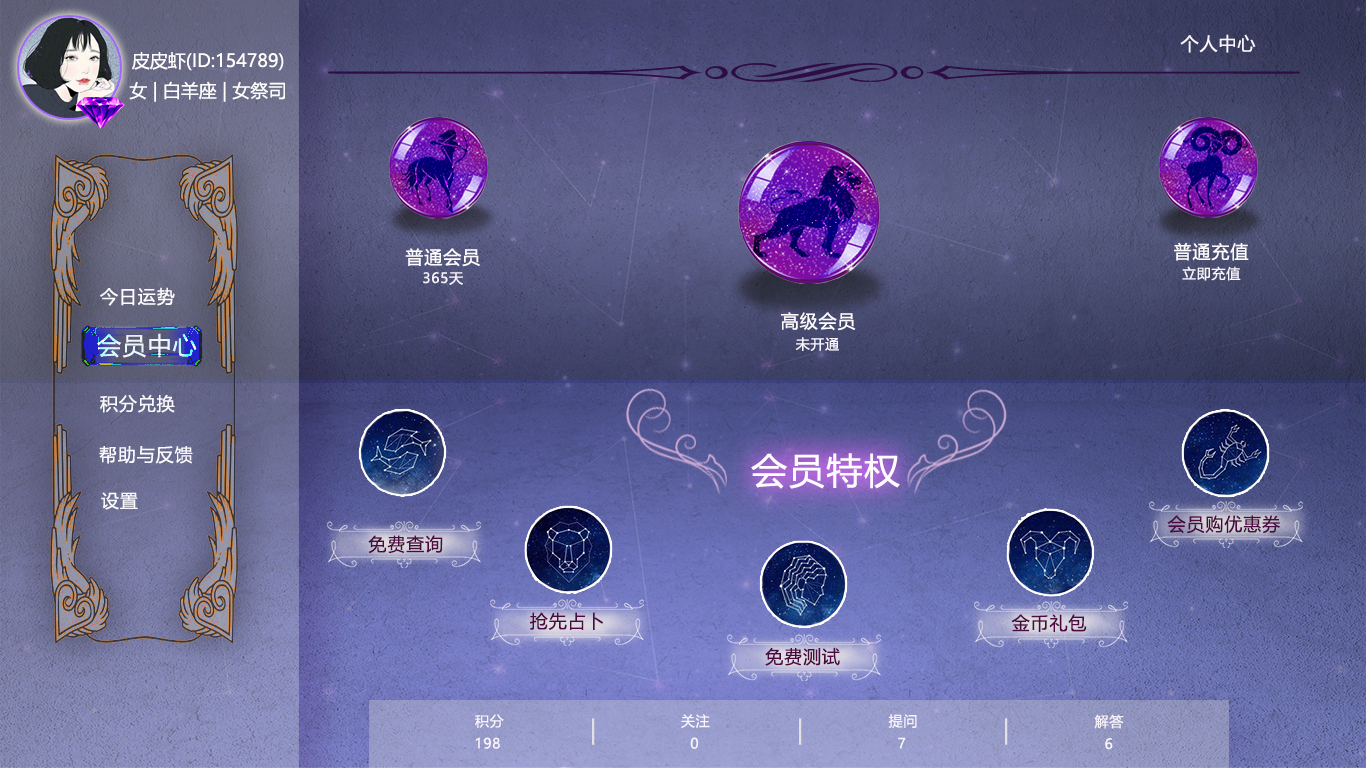 皮皮虾(ID:154789)
女 | 白羊座 | 女祭司
今日运势
会员中心
积分兑换
帮助与反馈
设置
个人中心
普通会员
365天
高级会员
未开通
普通充值
立即充值
会员特权
免费查询
抢先占卜
免费测试
金币礼包
会员购优惠券
积分
198
关注
0
提问
7
解答
6